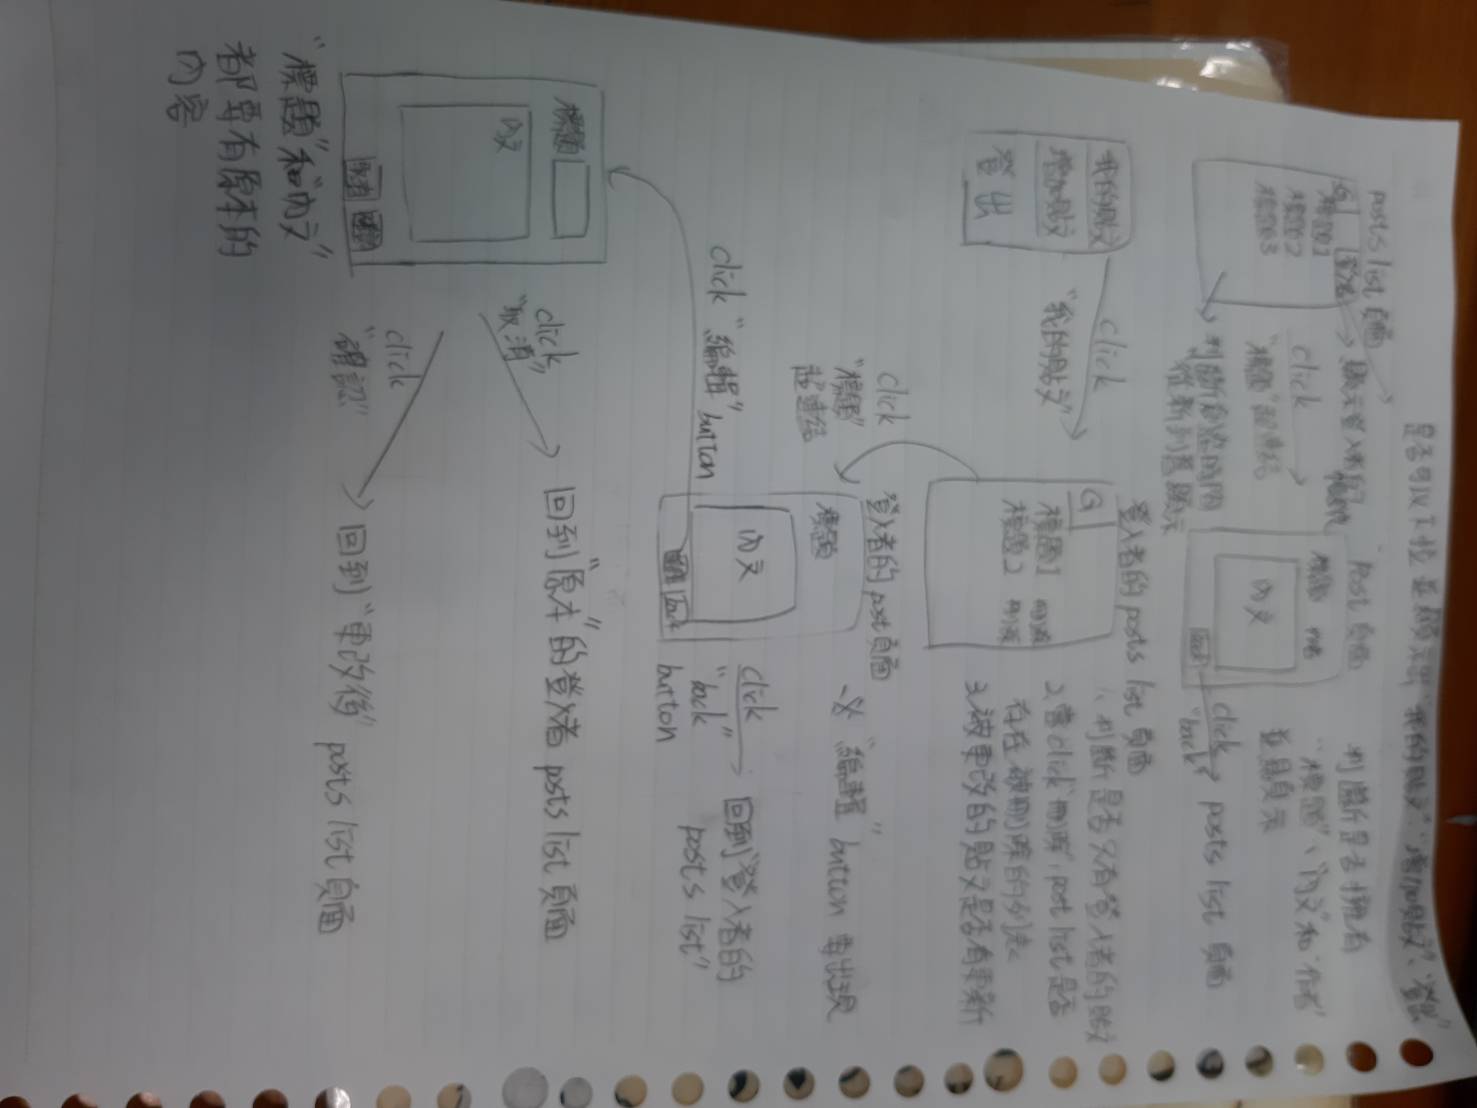 是否可以下拉並顯示出"我的貼文"、"增加貼文"、"登出"
posts list 頁面
標題1
標題2
標題3
顯示登入者的
click
"標題"超連結
從新到舊顯示
Post 頁面
標題 作者
內文
back
判斷是否擁有
"標題"、"內文"和"作者"
並顯示
click
"back"
posts list 頁面
我的貼文
增加貼文
登出
click
"我的貼文"
登入者的 posts list 頁面
標題1 刪除
標題2 刪除
1. 判斷是否只有登入者的貼文
2. 當click"刪除", post list是否
存在被刪除的列表
3. 被更改的貼文是否有更新
click
"標題"
超連結
登入者的 post 頁面
標題
內文
編輯 back
"編輯" button 要出現
click
"back"
button
回到"登入者的
posts list"
click "編輯" button
標題
內文
取消 確認
click
"取消"
回到"原本"的登入者 posts list 頁面
click
"確認"
回到"更改後" posts list 頁面
"標題"和"內文"
都要有原本的
內容